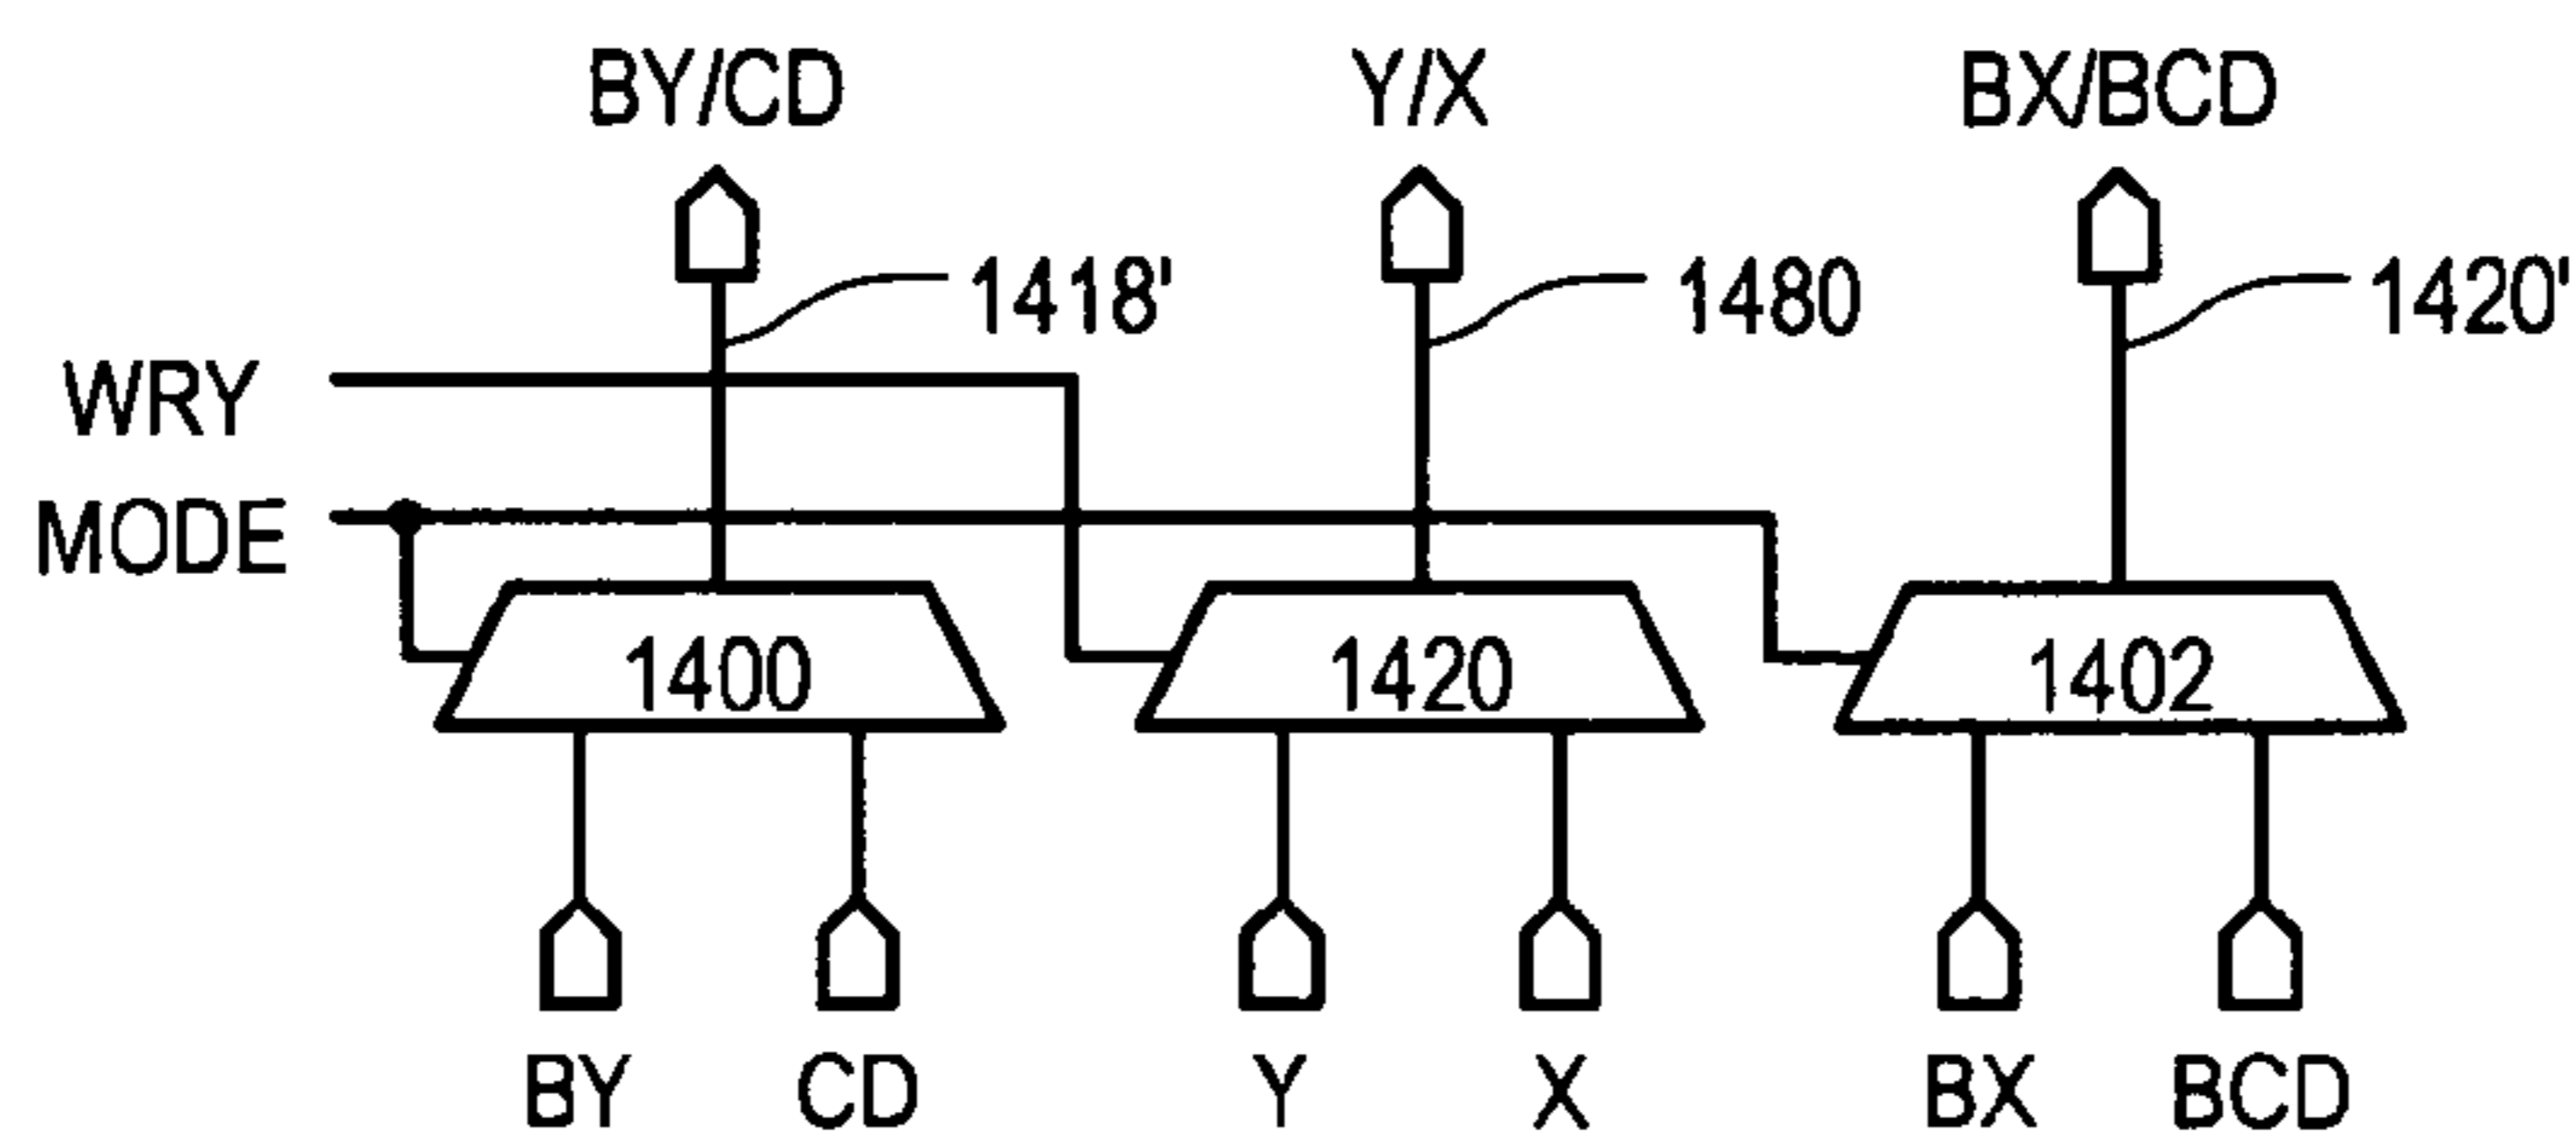 BY/CD Y/X BX/BCD
1418' 1480 1420'
WRY
MODE
1400 1420 1402
BY CD Y X BX BCD